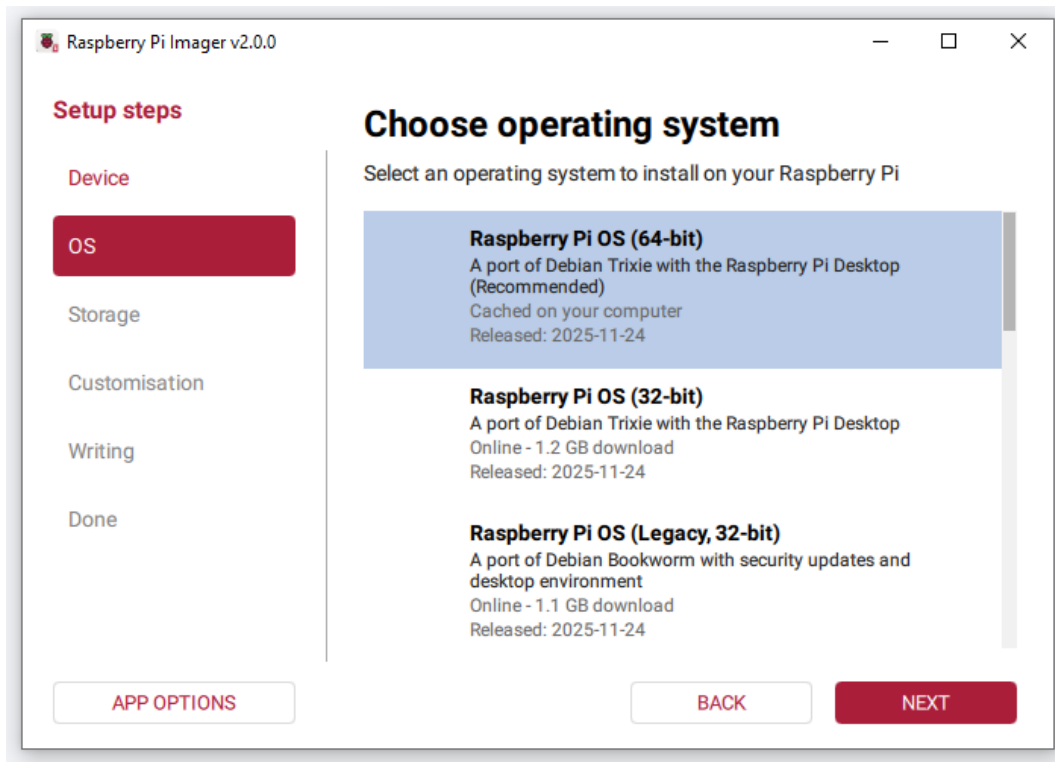 Raspberry Pi Imager v2.0.0
Setup steps
Device
OS
Storage
Customisation
Writing
Done
APP OPTIONS
Choose operating system
Select an operating system to install on your Raspberry Pi
Raspberry Pi OS (64-bit)
A port of Debian Trixie with the Raspberry Pi Desktop
(Recommended)
Cached on your computer
Released: 2025-11-24
Raspberry Pi OS (32-bit)
A port of Debian Trixie with the Raspberry Pi Desktop
Online - 1.2 GB download
Released: 2025-11-24
Raspberry Pi OS (Legacy, 32-bit)
A port of Debian Bookworm with security updates and
desktop environment
Online - 1.1 GB download
Released: 2025-11-24
BACK
NEXT